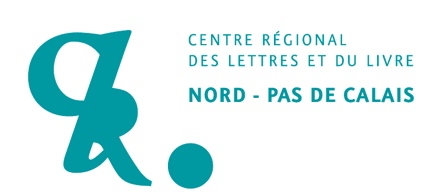 CENTRE RÉGIONAL
DES LETTRES ET DU LIVRE
NORD - PAS DE CALAIS